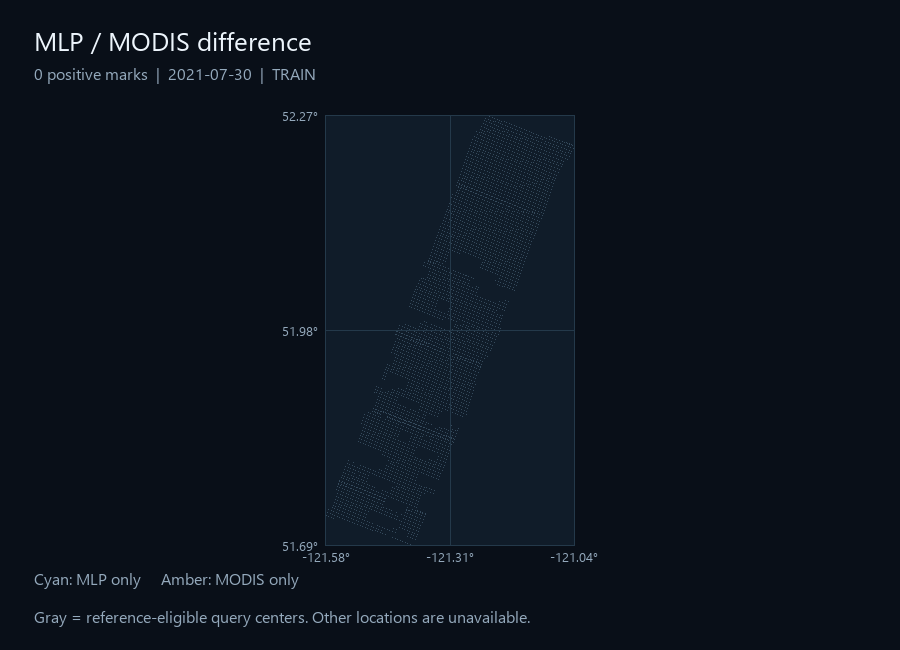 MLP / MODIS difference
0 positive marks | 2021-07-30 | TRAIN
52.27°
51.98°
51.69°
-121.58° -121.31° -121.04°
Cyan: MLP only Amber: MODIS only
Gray = reference-eligible query centers. Other locations are unavailable.